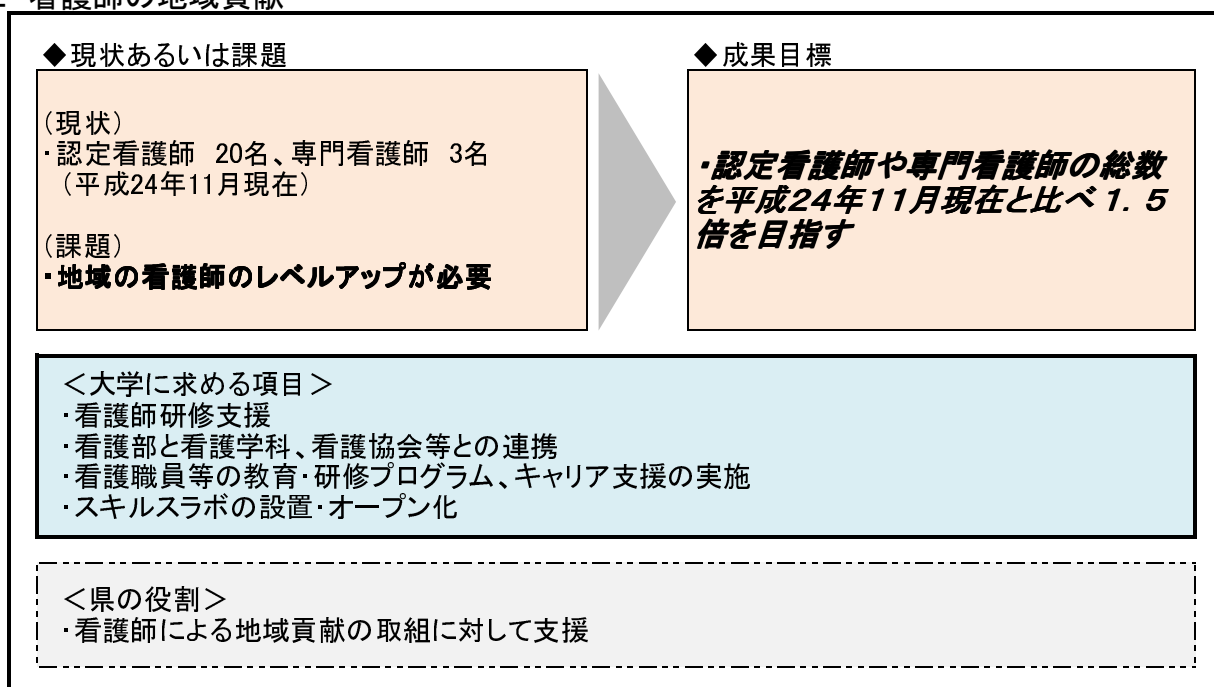 看護師の地域貢献
◆現状あるいは課題
(現状)
・認定看護師　20名、専門看護師　3名
（平成24年11月現在）
(課題)
・地域の看護師のレベルアップが必要
◆成果目標
・認定看護師や専門看護師の総数
を平成24年11月現在と比べ1.5
倍を目指す
＜大学に求める項目＞
・看護師研修支援
・看護部と看護学科、看護協会等との連携
・看護職員等の教育・研修プログラム、キャリア支援の実施
・スキルスラボの設置・オープン化
＜県の役割＞
・看護師による地域貢献の取組に対して支援